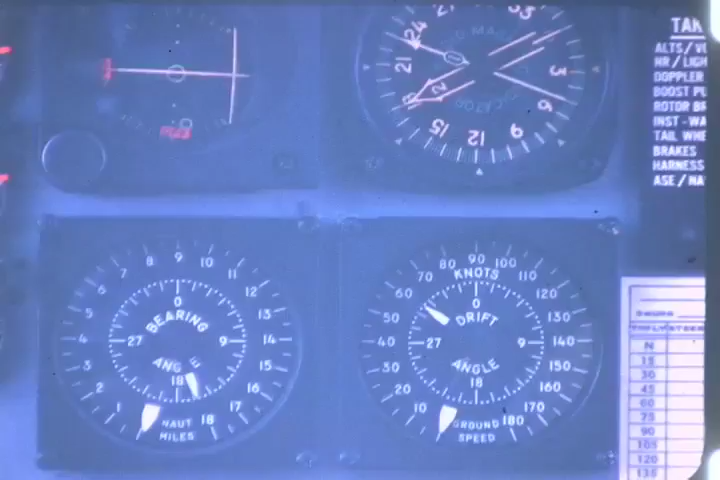 TAK
ALTS/V
NR/LIGH
DOPPLER
BOOST PU
ROTOR B
INST-WA
TAIL WHE
BRAKES
HARNESS
ASE/NA
24
33
21
3
6
15
12
9
8 9 10
7 11
6 12
5 13
4 14
3 15
2 16
1 17
18
0
BEARING
27 9
ANGLE
18
NAUT
MILES
80 90 100
70 KNOTS 110
60 120
50 130
40 140
30 150
20 160
10 170
180
0
DRIFT
27 9
ANGLE
18
GROUND
SPEED
N
15
30
45
60
75
90
105
120
135